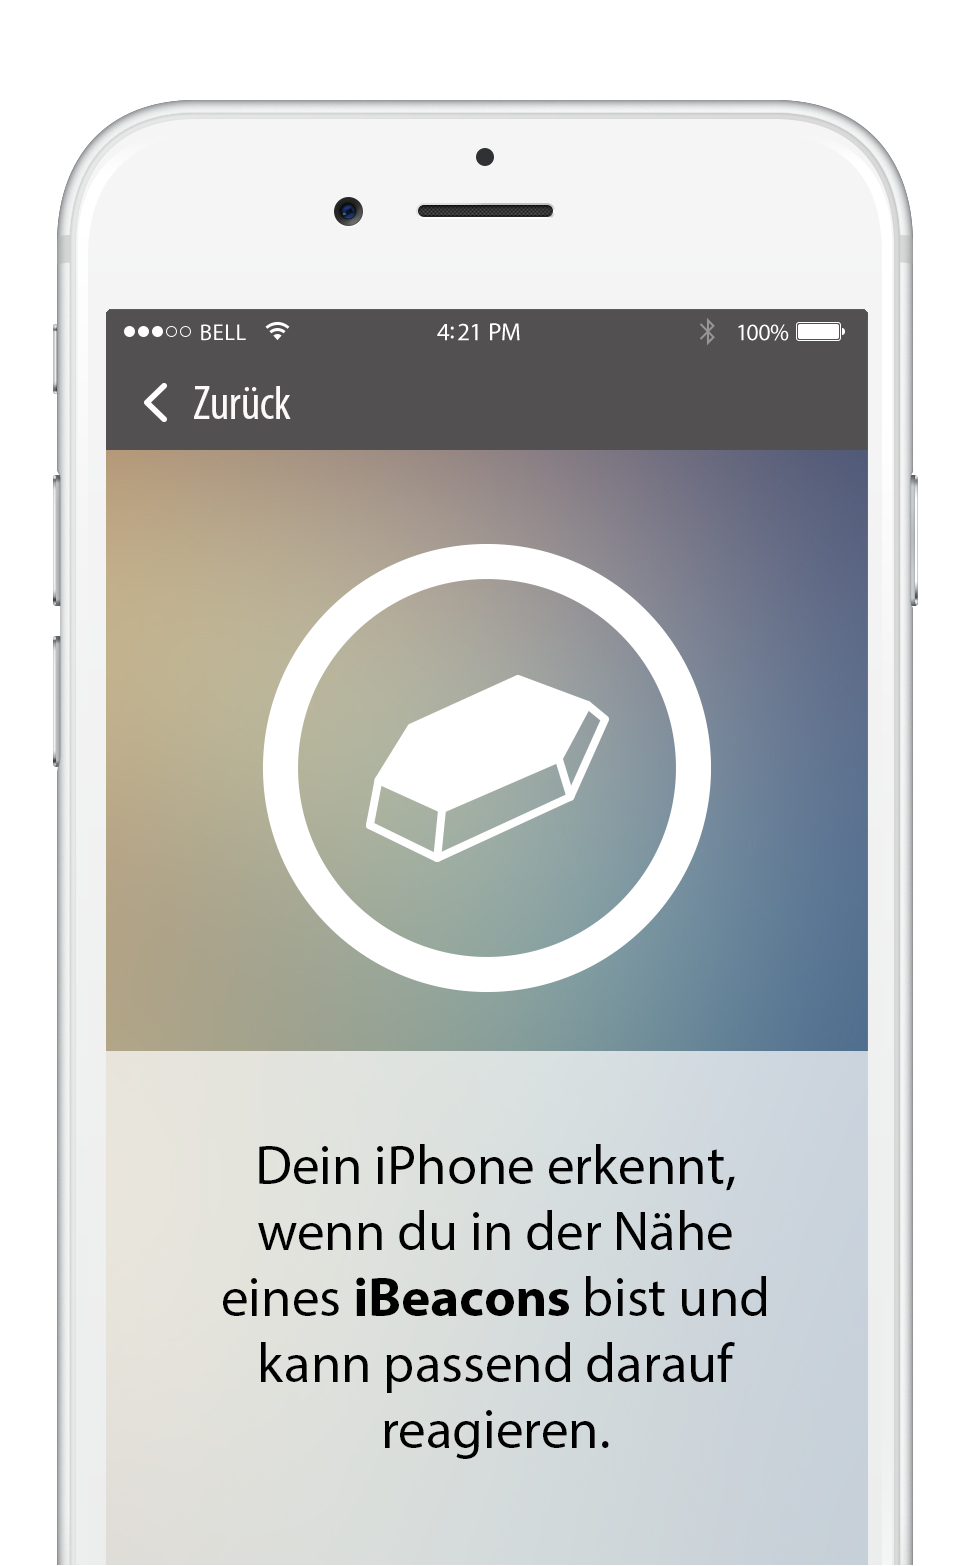 BELL 4:21 PM 100%
Zurück
Dein iPhone erkennt,
wenn du in der Nähe
eines iBeacons bist und
kann passend darauf
reagieren.